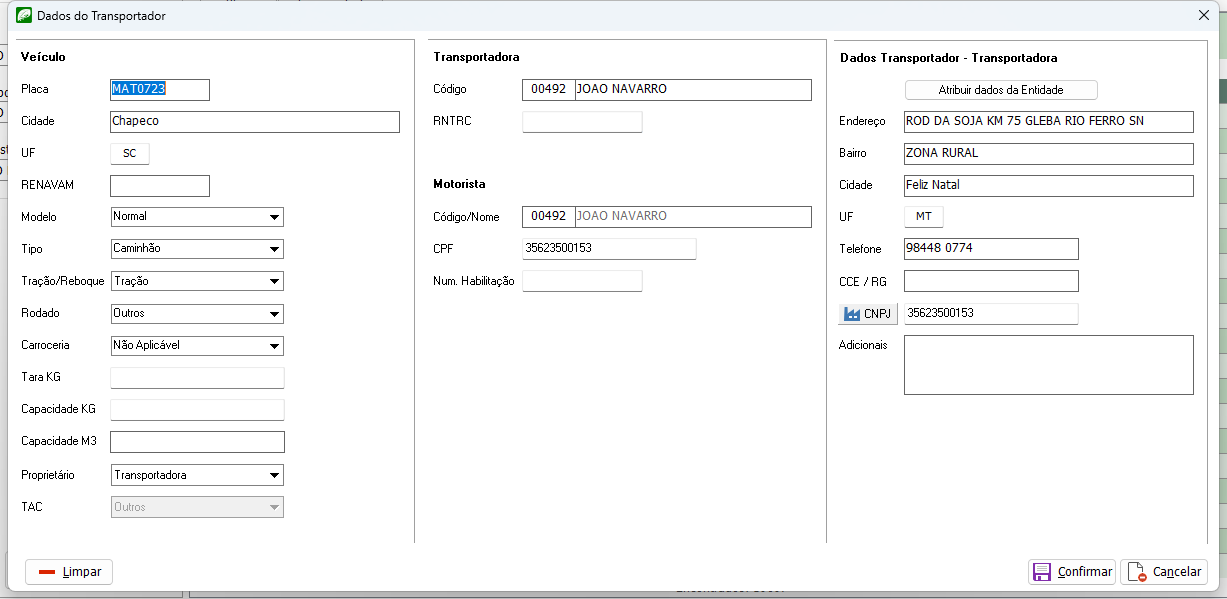 Dados do Transportador
Veículo
Placa MAT0723
Cidade Chapeco
UF SC
RENAVAM
Modelo Normal
Tipo Caminhão
Tração/Reboque Tração
Rodado Outros
Carroceria Não Aplicável
Tara KG
Capacidade KG
Capacidade M3
Proprietário Transportadora
TAC Outros
Transportadora
Código 00492 JOAO NAVARRO
RNTRC
Motorista
Código/Nome 00492 JOAO NAVARRO
CPF 35623500153
Num. Habilitação
Dados Transportador - Transportadora
Atribuir dados da Entidade
Endereço ROD DA SOJA KM 75 GLEBA RIO FERRO SN
Bairro ZONA RURAL
Cidade Feliz Natal
UF MT
Telefone 98448 0774
CCE / RG
CNPJ 35623500153
Adicionais
Limpar
Confirmar
Cancelar